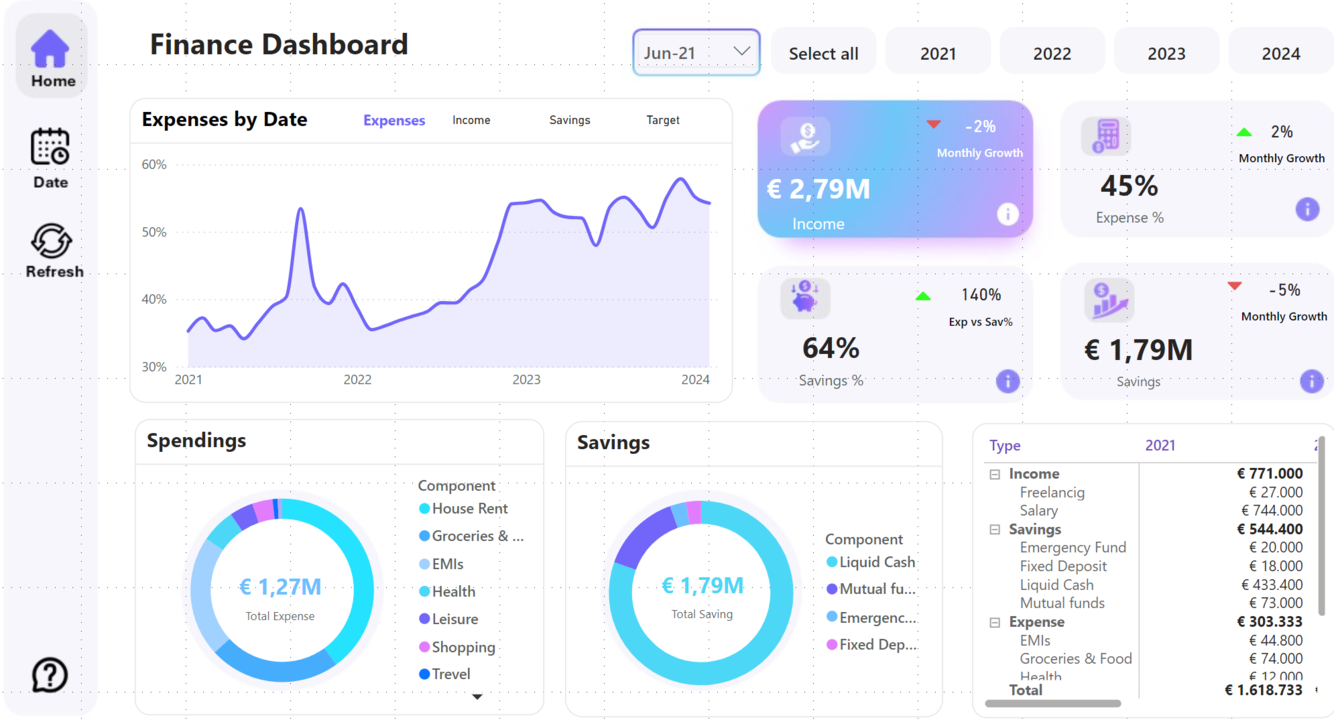 Home
Date
Refresh
Finance Dashboard
Jun-21
Select all
2021
2022
2023
2024
Expenses by Date
Expenses
Income
Savings
Target
60%
50%
40%
30%
2021
2022
2023
2024
-2%
Monthly Growth
€ 2,79M
Income
2%
Monthly Growth
45%
Expense %
140%
Exp vs Sav%
64%
Savings %
-5%
Monthly Growth
€ 1,79M
Savings
Spendings
€ 1,27M
Total Expense
Component
House Rent
Groceries & ...
EMIs
Health
Leisure
Shopping
Trevel
Savings
€ 1,79M
Total Saving
Component
Liquid Cash
Mutual fu...
Emergenc...
Fixed Dep...
Type 2021
Income € 771.000
Freelancig € 27.000
Salary € 744.000
Savings € 544.400
Emergency Fund € 20.000
Fixed Deposit € 18.000
Liquid Cash € 433.400
Mutual funds € 73.000
Expense € 303.333
EMIs € 44.800
Groceries & Food € 74.000
Health € 12.000
Total € 1.618.733